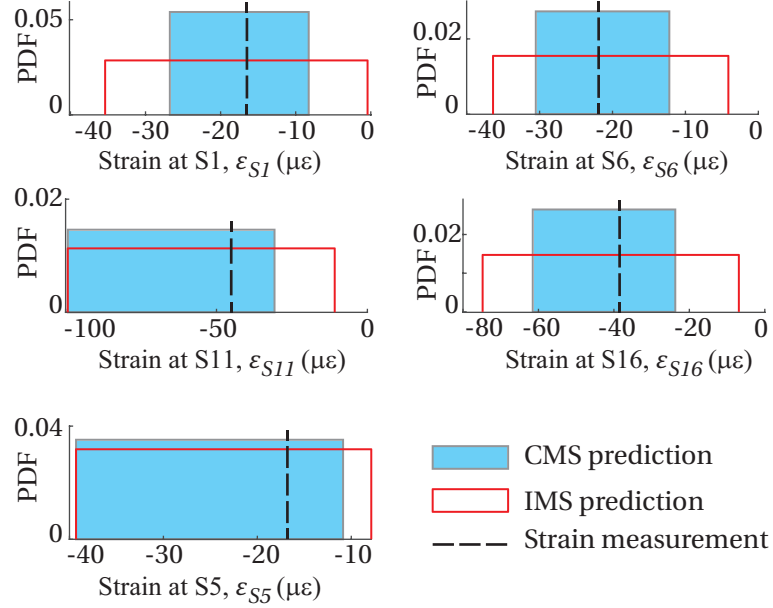 0.05
PDF
0
-40 -30 -20 -10 0
Strain at S1, εS1 (με)
0.02
PDF
0
-40 -30 -20 -10 0
Strain at S6, εS6 (με)
0.02
PDF
0
-100 -50 0
Strain at S11, εS11 (με)
0.02
PDF
0
-80 -60 -40 -20 0
Strain at S16, εS16 (με)
0.04
PDF
0
-40 -30 -20 -10
Strain at S5, εS5 (με)
CMS prediction
IMS prediction
Strain measurement